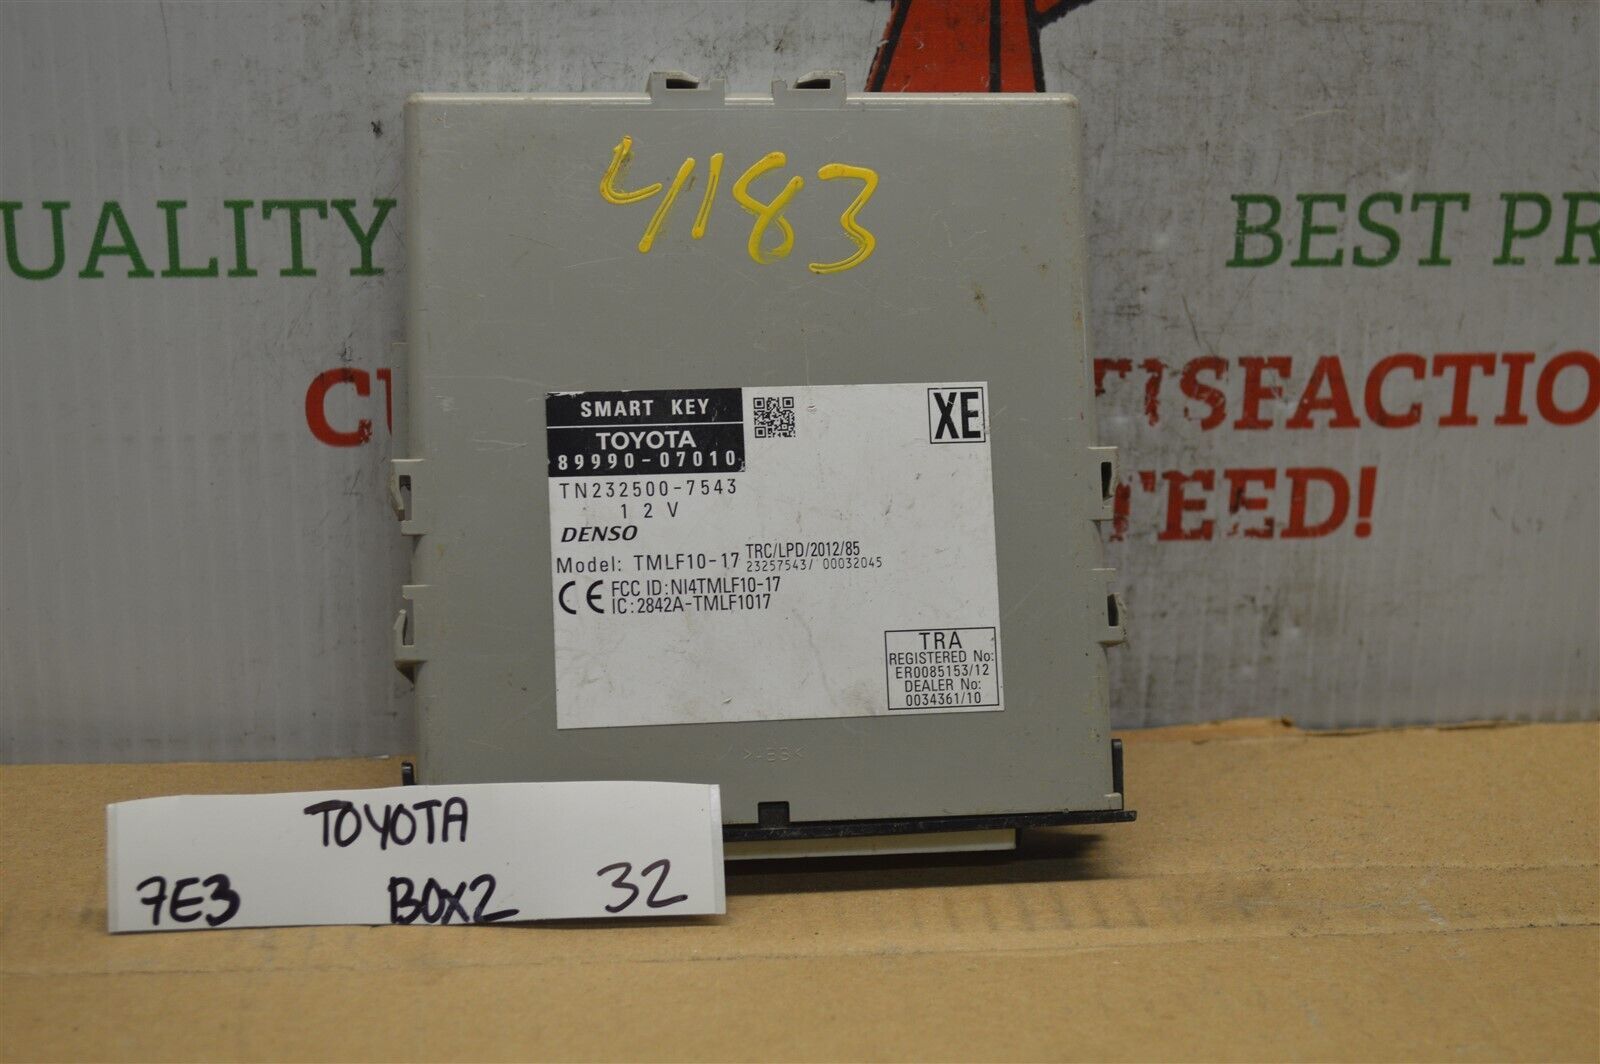 4183
UALITY
BEST PR
TISFACTIO
TEED!
SMART KEY
TOYOTA
89990-07010
XE
TN232500-7543
12V
DENSO
Model: TMLF10-17 TRC/LPD/2012/85
23257543/ 00032045
CE FCC ID:NI4TMLF10-17
IC:2842A-TMLF1017
TRA
REGISTERED No:
ER0085153/12
DEALER No:
0034361/10
TOYOTA
7E3 BOX2 32